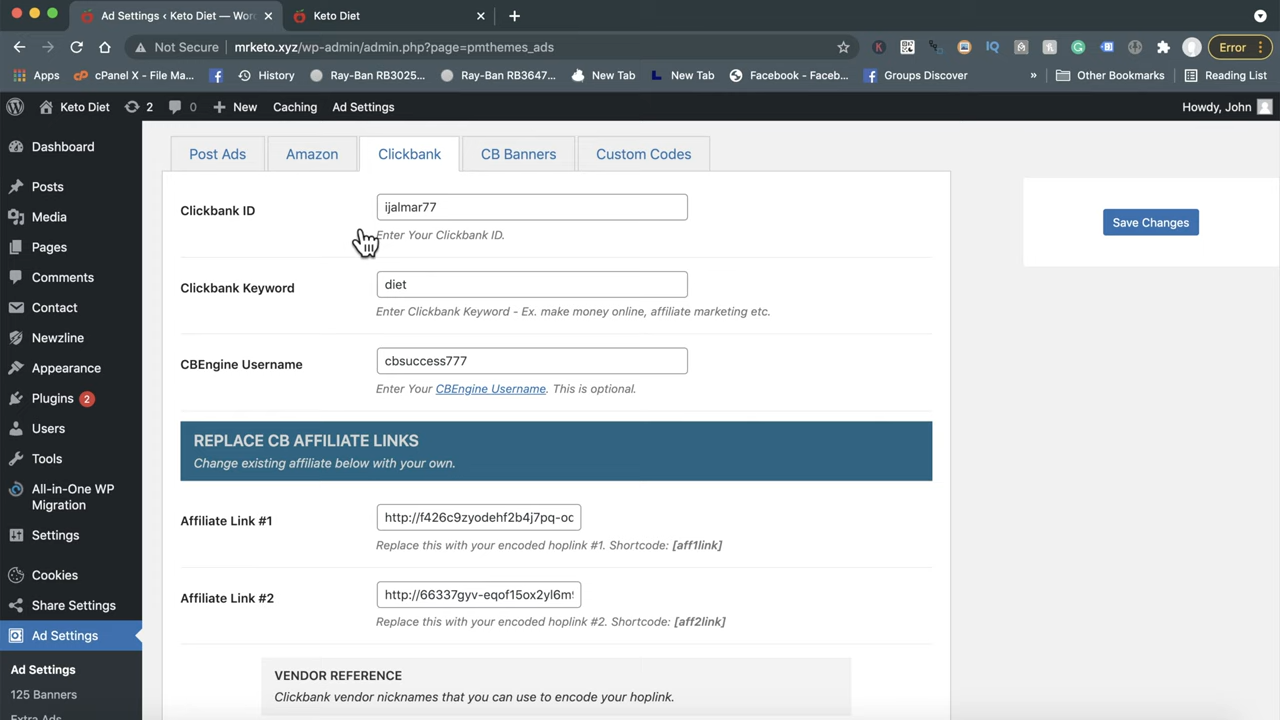 Ad Settings ‹ Keto Diet — Wor
Keto Diet
Not Secure
mrketo.xyz/wp-admin/admin.php?page=pmthemes_ads
Error
Apps
cPanel X - File Ma...
History
Ray-Ban RB3025...
Ray-Ban RB3647...
New Tab
New Tab
Facebook - Faceb...
Groups Discover
»
Other Bookmarks
Reading List
Keto Diet
2
0
New
Caching
Ad Settings
Howdy, John
Dashboard
Posts
Media
Pages
Comments
Contact
Newzline
Appearance
Plugins 2
Users
Tools
All-in-One WP
Migration
Settings
Cookies
Share Settings
Ad Settings
Ad Settings
125 Banners
Extra Ads
Post Ads
Amazon
Clickbank
CB Banners
Custom Codes
Clickbank ID
ijalmar77
Enter Your Clickbank ID.
Clickbank Keyword
diet
Enter Clickbank Keyword - Ex. make money online, affiliate marketing etc.
CBEngine Username
cbsuccess777
Enter Your CBEngine Username. This is optional.
REPLACE CB AFFILIATE LINKS
Change existing affiliate below with your own.
Affiliate Link #1
http://f426c9zyodehf2b4j7pq-oc
Replace this with your encoded hoplink #1. Shortcode: [aff1link]
Affiliate Link #2
http://66337gyv-eqof15ox2yl6m
Replace this with your encoded hoplink #2. Shortcode: [aff2link]
VENDOR REFERENCE
Clickbank vendor nicknames that you can use to encode your hoplink.
Save Changes